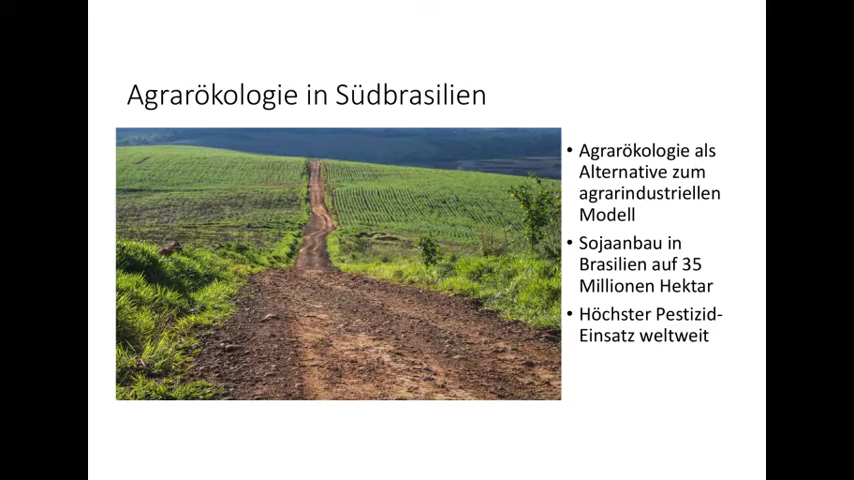 Agrarökologie in Südbrasilien
• Agrarökologie als
Alternative zum
agrarindustriellen
Modell
• Sojaanbau in
Brasilien auf 35
Millionen Hektar
• Höchster Pestizid-
Einsatz weltweit